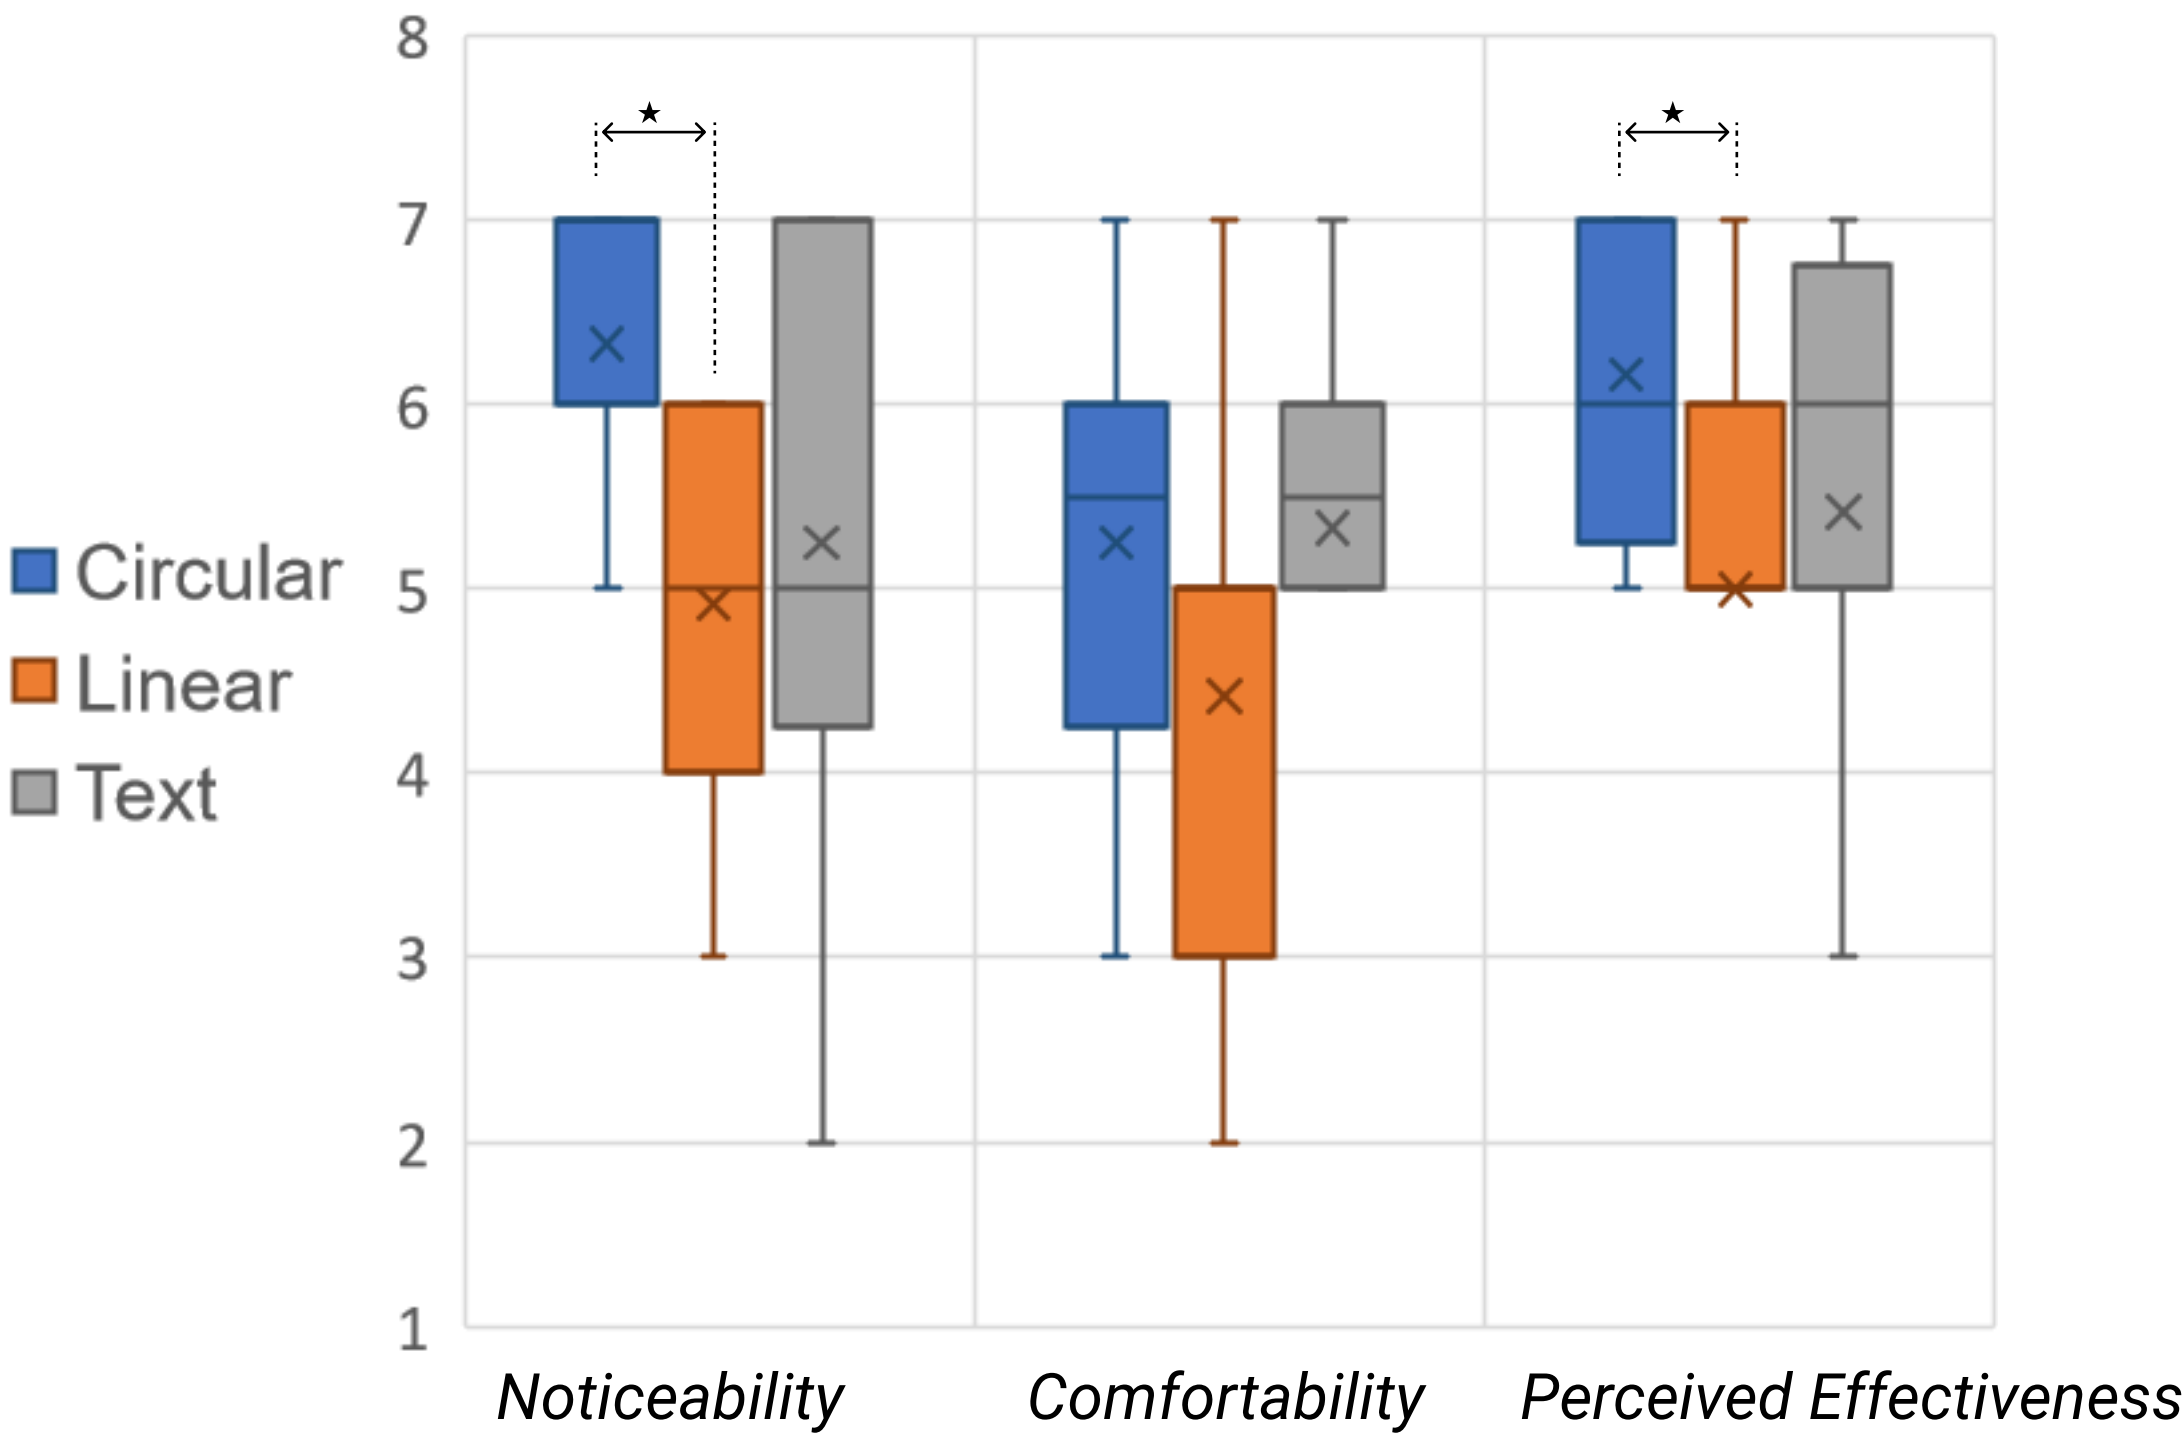 8
7
6
5
4
3
2
1
Circular
Linear
Text
Noticeability
Comfortability
Perceived Effectiveness